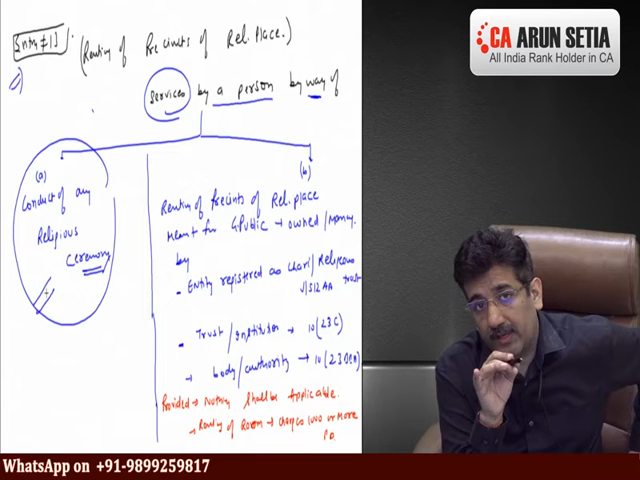 Entry #13
(Renting of Precincts of Rel. Place.)
Services by a person by way of
(a)
Conduct of any
Religious
Ceremony
(b)
Renting of Precincts of Rel. place
Meant for G.Public → owned / Manag.
by
- Entity registered as chari / Religious trust
u/s 12AA
- Trust / Institution → 10(23C)
→ body / authority → 10(23BBA)
Provided → Nothing Shall be Applicable.
→ Renting of Room → Charges 1000 or More
P.D
CA ARUN SETIA
All India Rank Holder in CA
WhatsApp on +91-9899259817